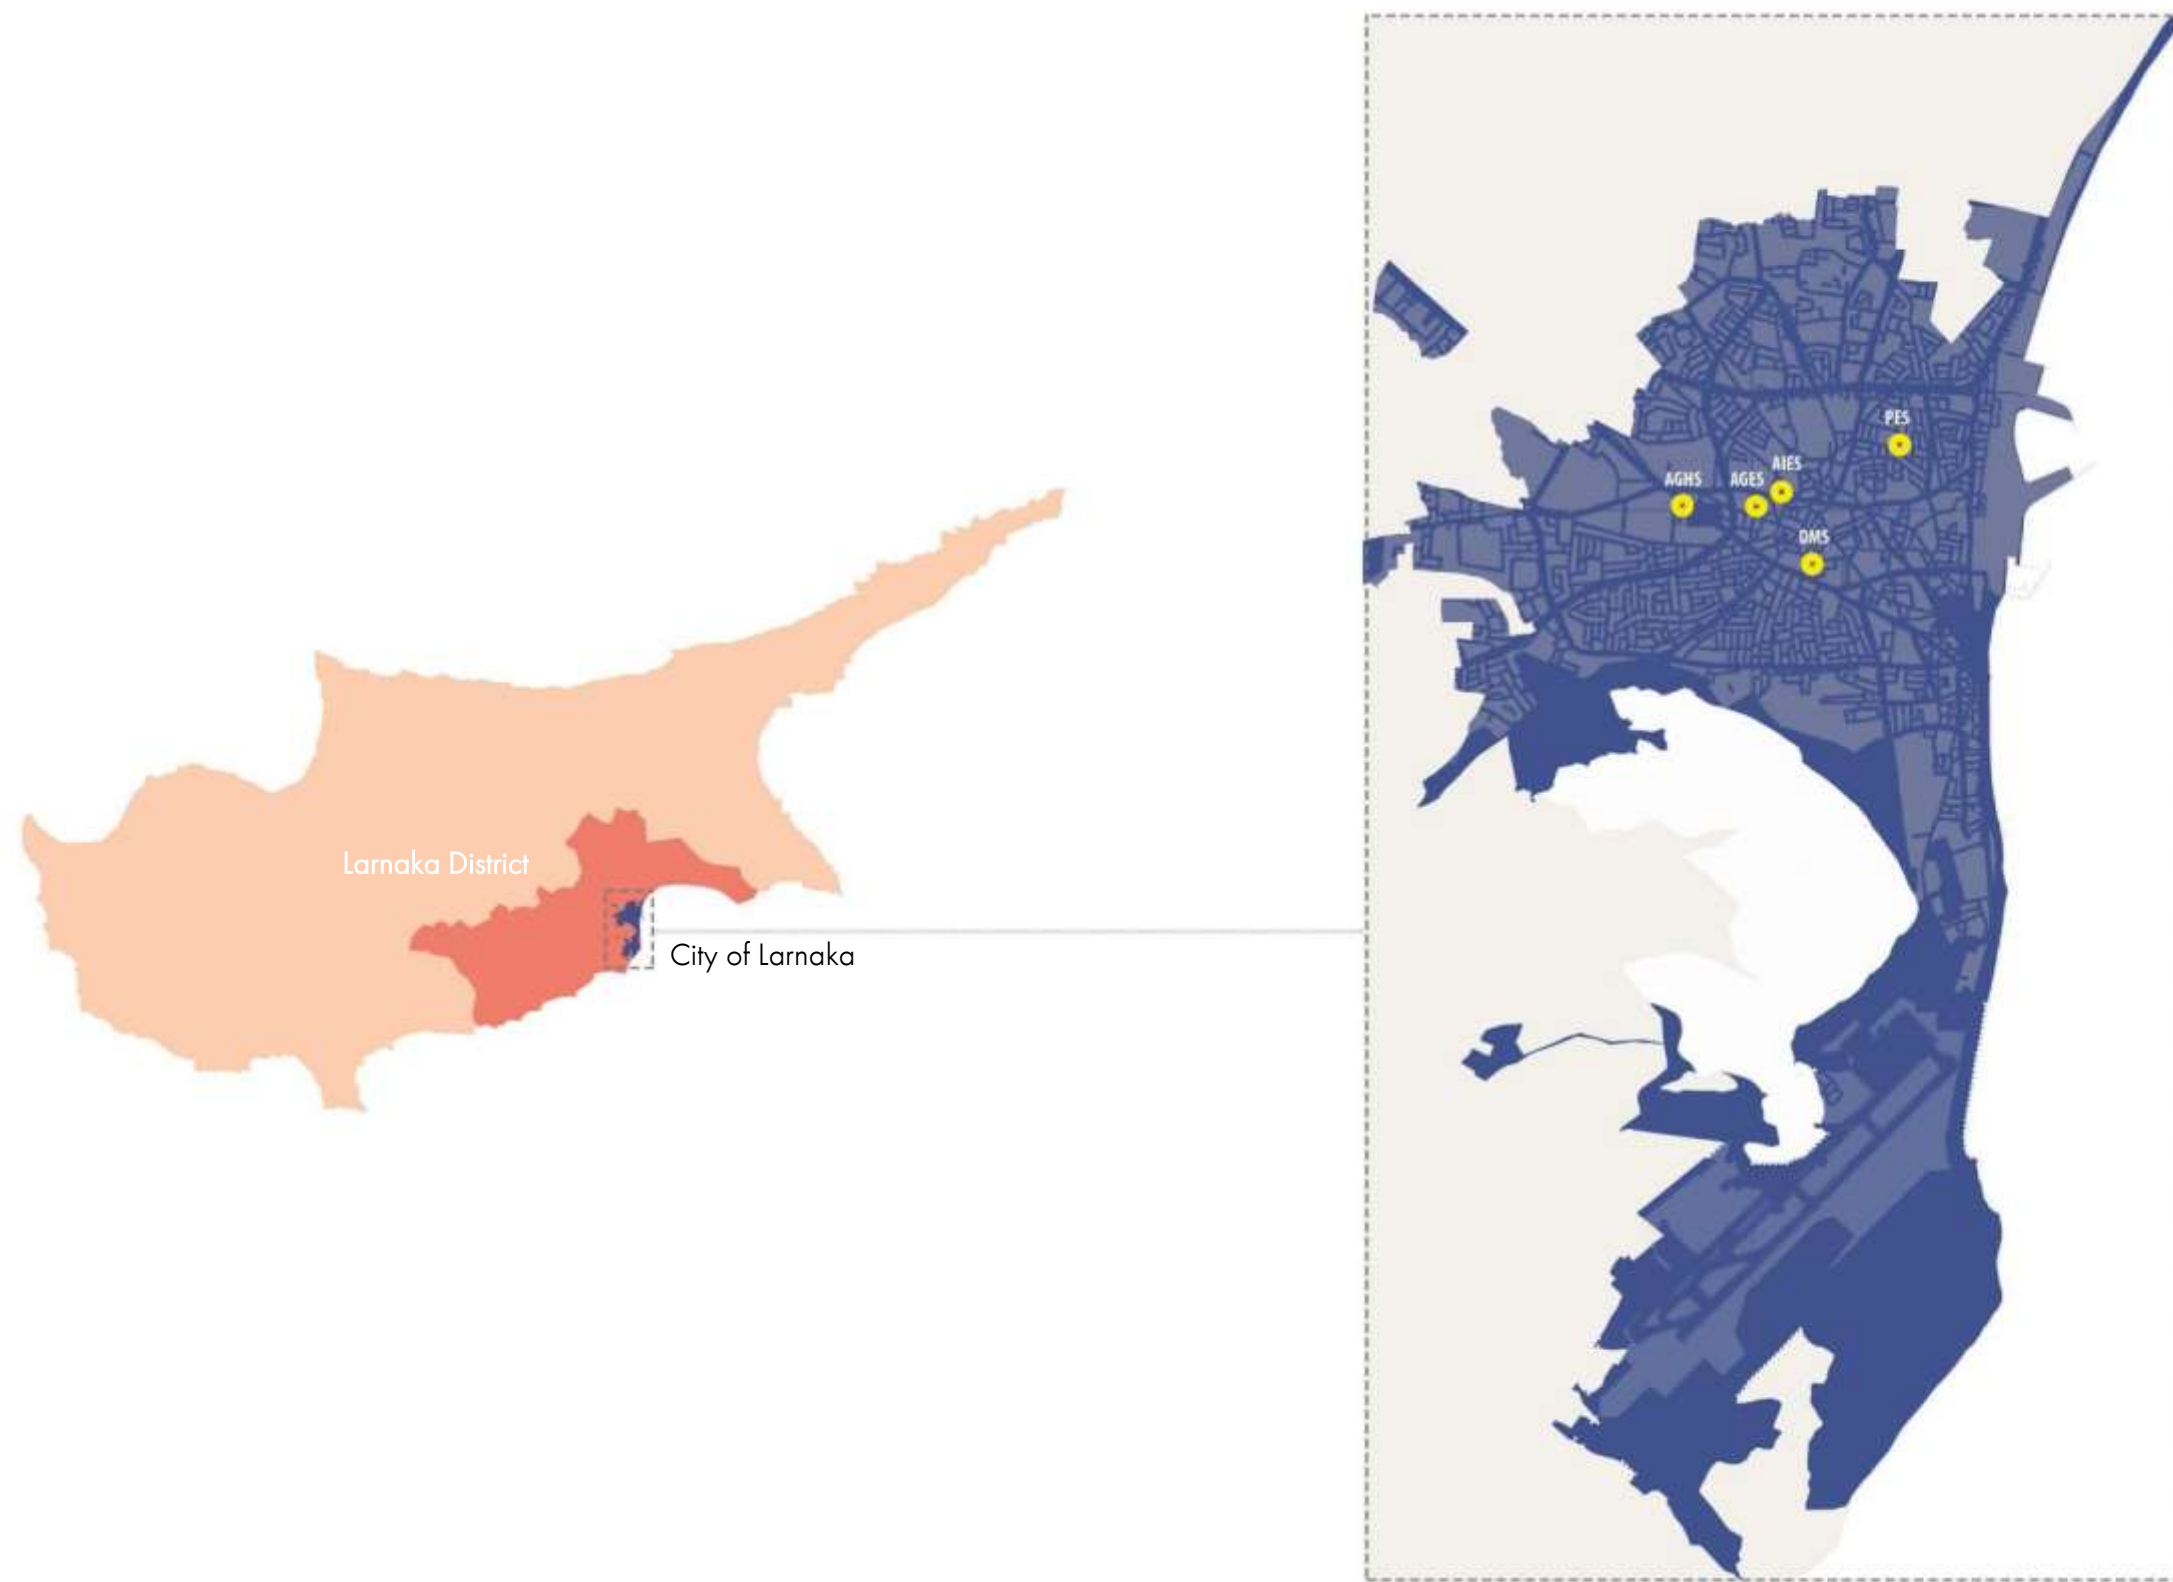 Larnaka District
City of Larnaka
PES
AIES
AGHS
AGES
DMS